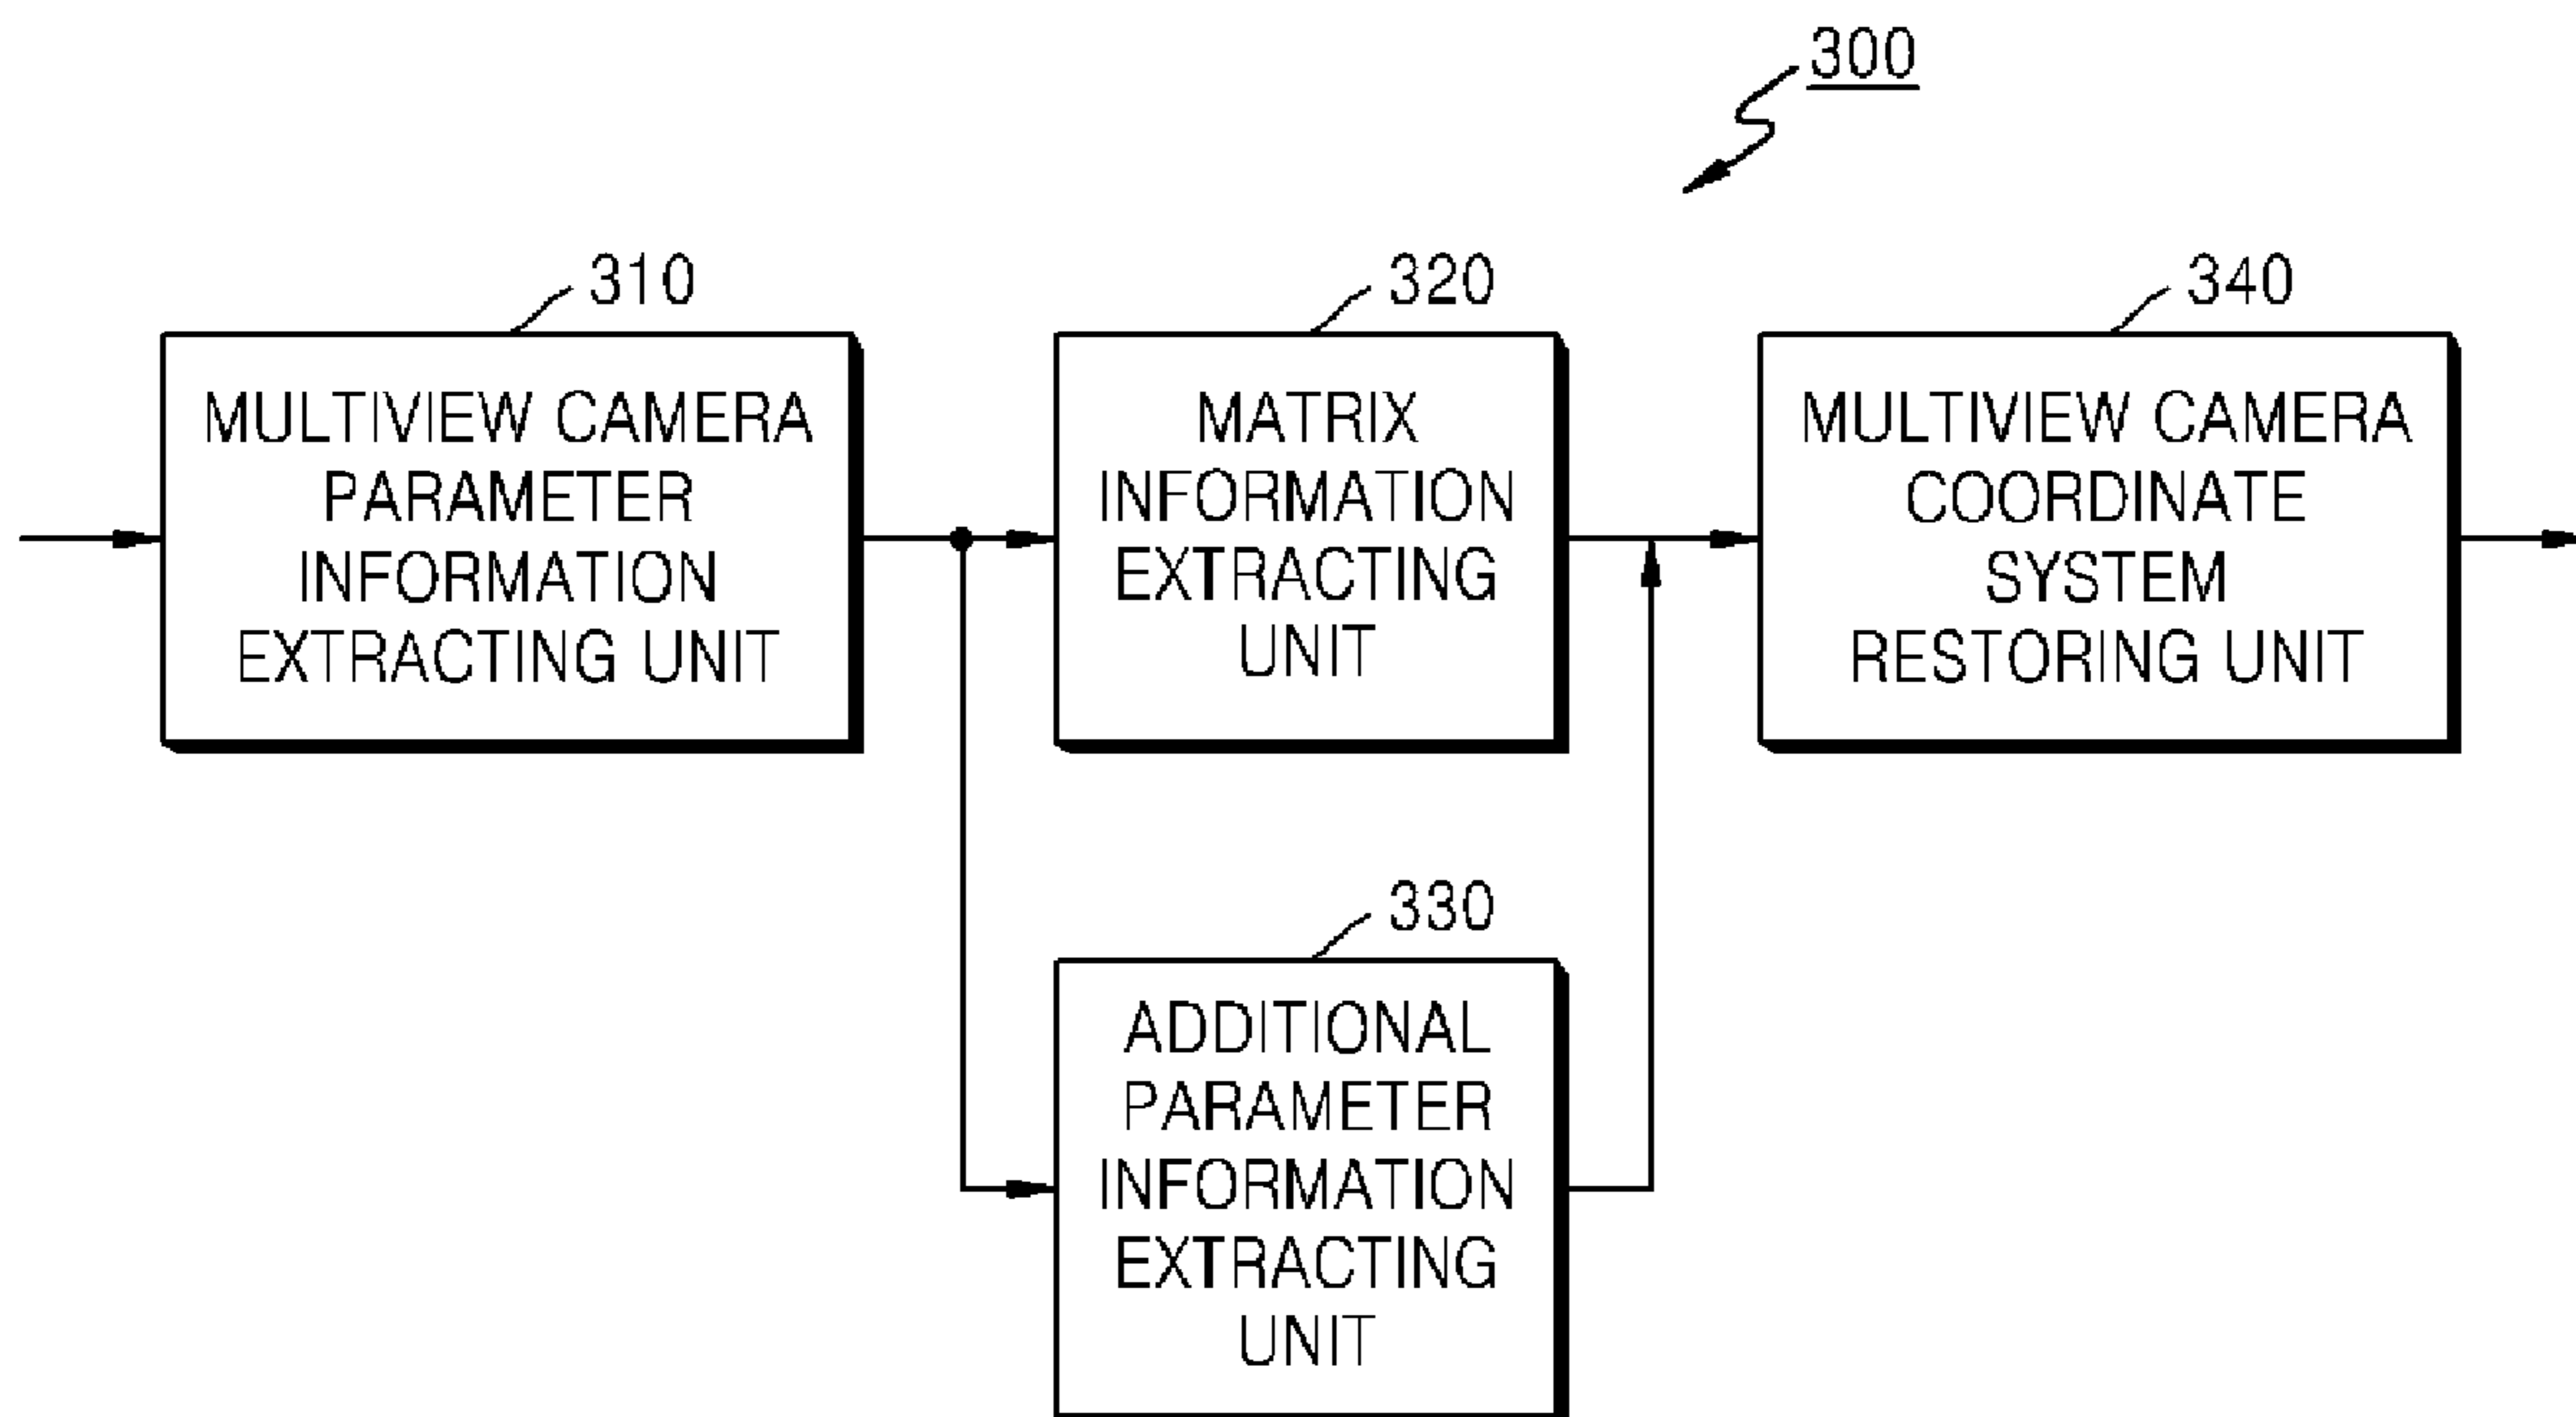 300
310
MULTIVIEW CAMERA
PARAMETER
INFORMATION
EXTRACTING UNIT
320
MATRIX
INFORMATION
EXTRACTING
UNIT
340
MULTIVIEW CAMERA
COORDINATE
SYSTEM
RESTORING UNIT
330
ADDITIONAL
PARAMETER
INFORMATION
EXTRACTING
UNIT